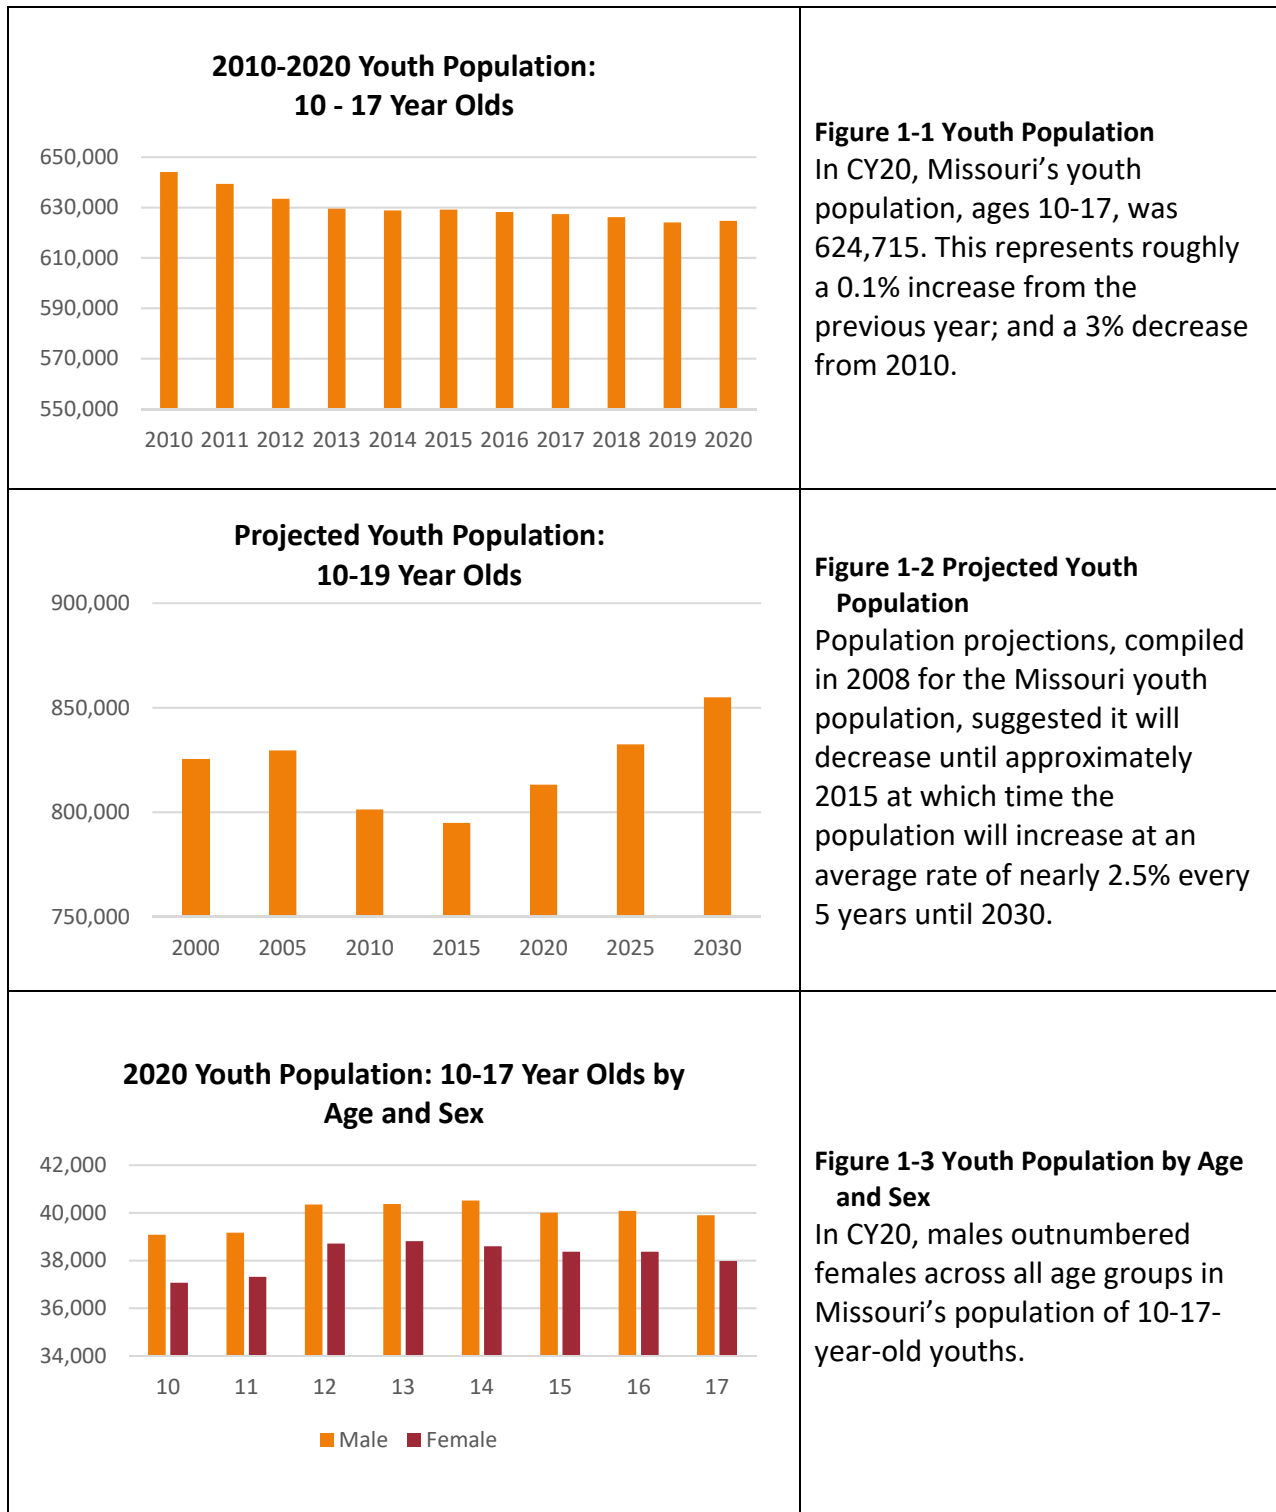 2010-2020 Youth Population:
10 - 17 Year Olds
650,000
630,000
610,000
590,000
570,000
550,000
2010 2011 2012 2013 2014 2015 2016 2017 2018 2019 2020
Figure 1-1 Youth Population
In CY20, Missouri’s youth
population, ages 10-17, was
624,715. This represents roughly
a 0.1% increase from the
previous year; and a 3% decrease
from 2010.
Projected Youth Population:
10-19 Year Olds
900,000
850,000
800,000
750,000
2000 2005 2010 2015 2020 2025 2030
Figure 1-2 Projected Youth
Population
Population projections, compiled
in 2008 for the Missouri youth
population, suggested it will
decrease until approximately
2015 at which time the
population will increase at an
average rate of nearly 2.5% every
5 years until 2030.
2020 Youth Population: 10-17 Year Olds by
Age and Sex
42,000
40,000
38,000
36,000
34,000
10 11 12 13 14 15 16 17
Male Female
Figure 1-3 Youth Population by Age
and Sex
In CY20, males outnumbered
females across all age groups in
Missouri’s population of 10-17-
year-old youths.